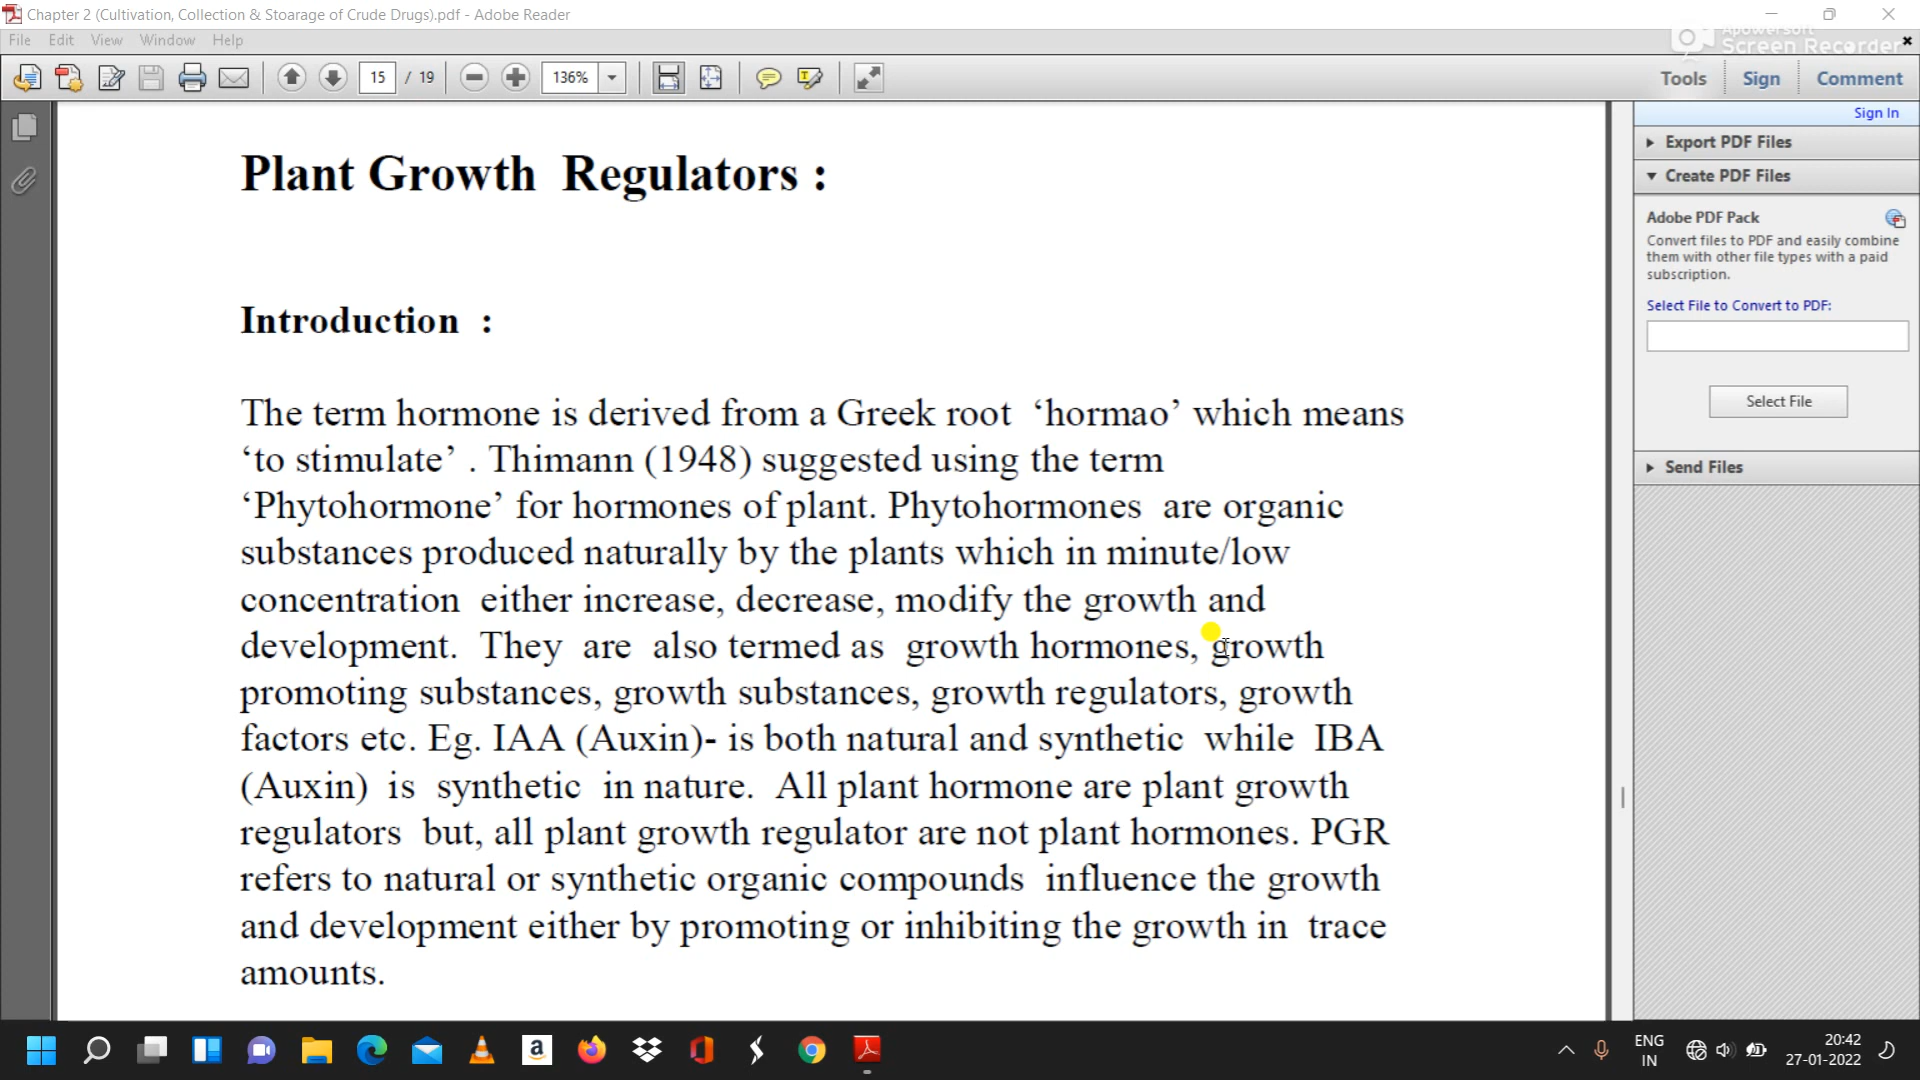 Chapter 2 (Cultivation, Collection & Stoarage of Crude Drugs).pdf - Adobe Reader
File Edit View Window Help
Apowersoft
Screen Recorder
15 / 19 136% Tools Sign Comment
Sign In
Export PDF Files
Create PDF Files
Adobe PDF Pack
Convert files to PDF and easily combine
them with other file types with a paid
subscription.
Select File to Convert to PDF:
Select File
Send Files
Plant Growth Regulators :
Introduction :
The term hormone is derived from a Greek root ‘hormao’ which means
‘to stimulate’ . Thimann (1948) suggested using the term
‘Phytohormone’ for hormones of plant. Phytohormones are organic
substances produced naturally by the plants which in minute/low
concentration either increase, decrease, modify the growth and
development. They are also termed as growth hormones, growth
promoting substances, growth substances, growth regulators, growth
factors etc. Eg. IAA (Auxin)- is both natural and synthetic while IBA
(Auxin) is synthetic in nature. All plant hormone are plant growth
regulators but, all plant growth regulator are not plant hormones. PGR
refers to natural or synthetic organic compounds influence the growth
and development either by promoting or inhibiting the growth in trace
amounts.
ENG
IN
20:42
27-01-2022